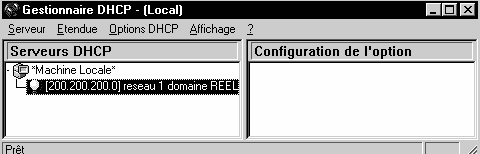 Gestionnaire DHCP - (Local)
Serveur Etendue Options DHCP Affichage ?
Serveurs DHCP
Configuration de l'option
*Machine Locale*
[200.200.200.0] reseau 1 domaine REEL
Prêt